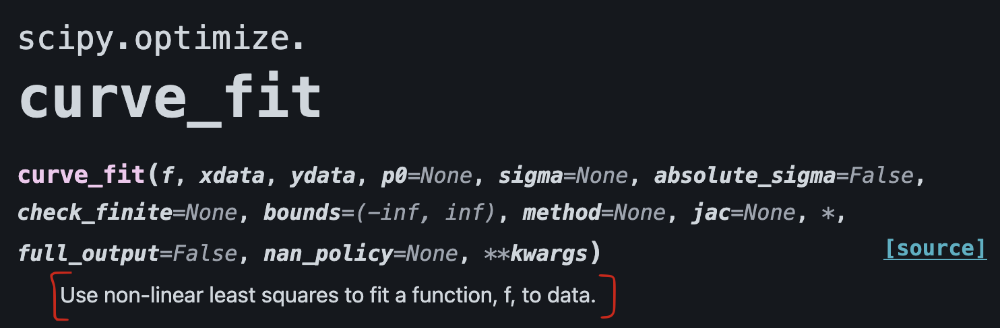 scipy.optimize.
curve_fit
curve_fit(f, xdata, ydata, p0=None, sigma=None, absolute_sigma=False,
check_finite=None, bounds=(-inf, inf), method=None, jac=None, *,
full_output=False, nan_policy=None, **kwargs)
[source]
Use non-linear least squares to fit a function, f, to data.